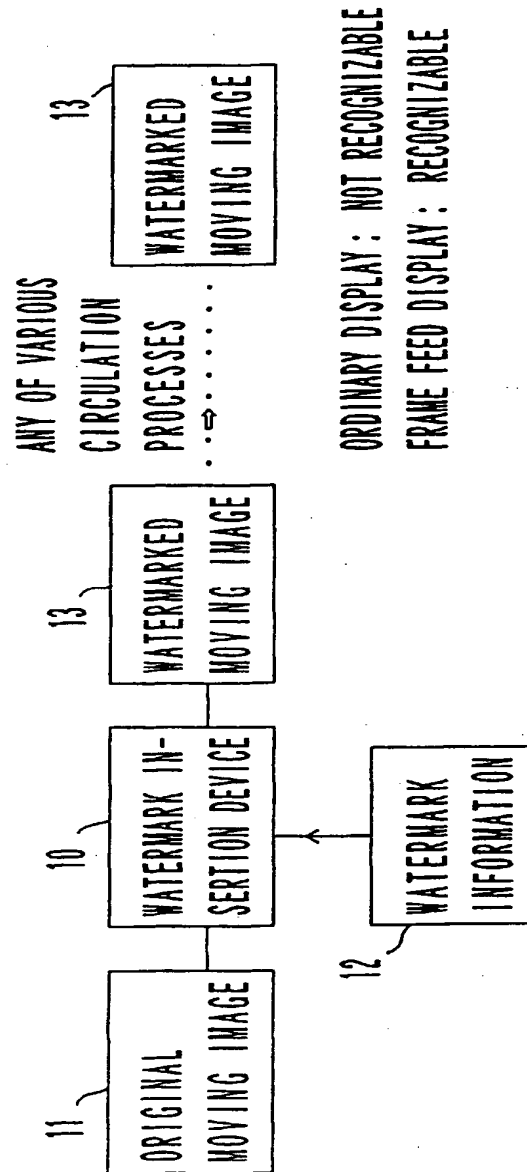 11
ORIGINAL
MOVING IMAGE
10
WATERMARK IN-
SERTION DEVICE
12
WATERMARK
INFORMATION
13
WATERMARKED
MOVING IMAGE
ANY OF VARIOUS
CIRCULATION
PROCESSES
13
WATERMARKED
MOVING IMAGE
ORDINARY DISPLAY : NOT RECOGNIZABLE
FRAME FEED DISPLAY : RECOGNIZABLE